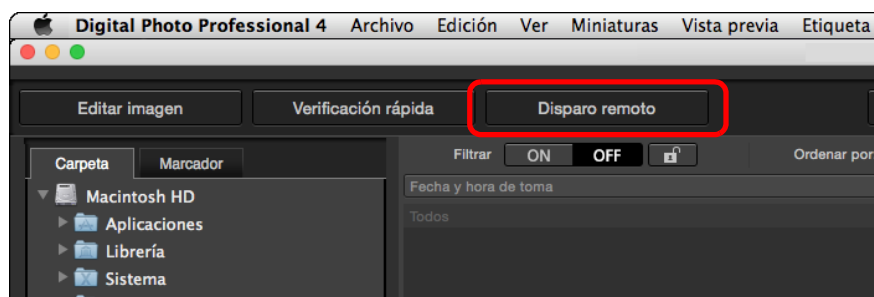 Digital Photo Professional 4 Archivo Edición Ver Miniaturas Vista previa Etiqueta
Editar imagen Verificación rápida Disparo remoto
Carpeta Marcador Filtrar ON OFF Ordenar por
Macintosh HD Fecha y hora de toma
Aplicaciones Todos
Librería
Sistema